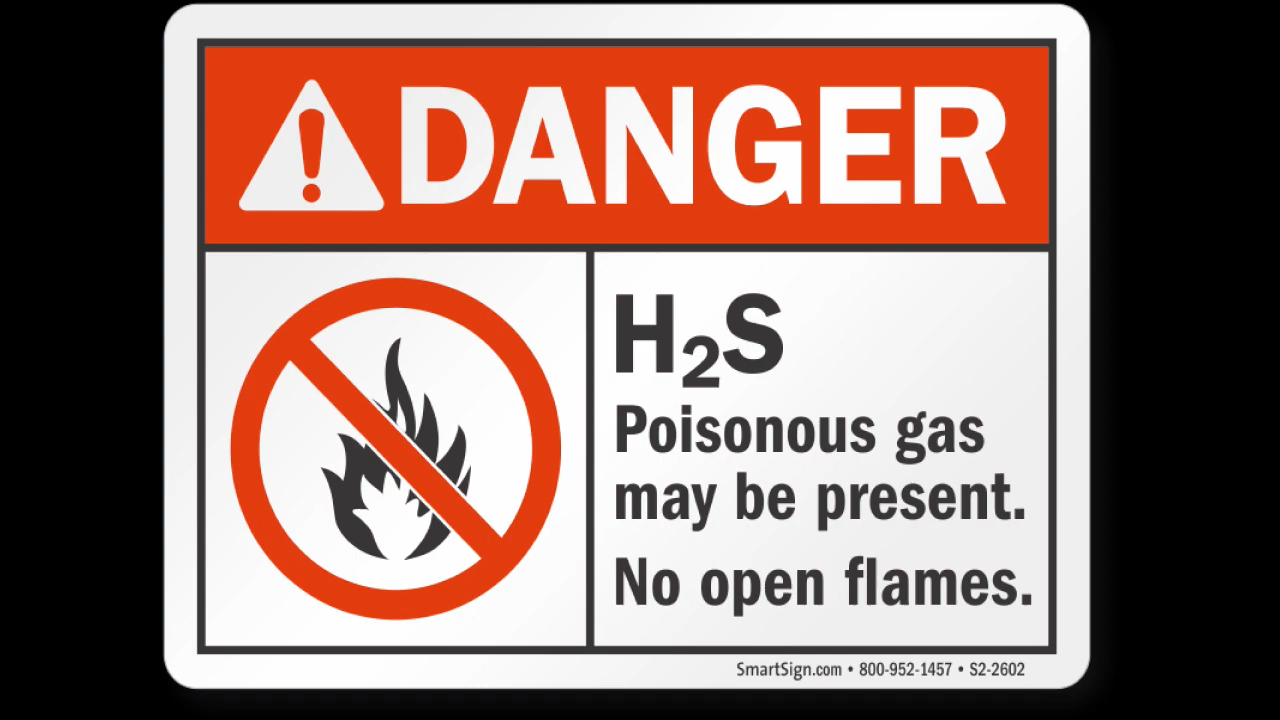 DANGER
H₂S
Poisonous gas
may be present.
No open flames.
SmartSign.com • 800-952-1457 • S2-2602